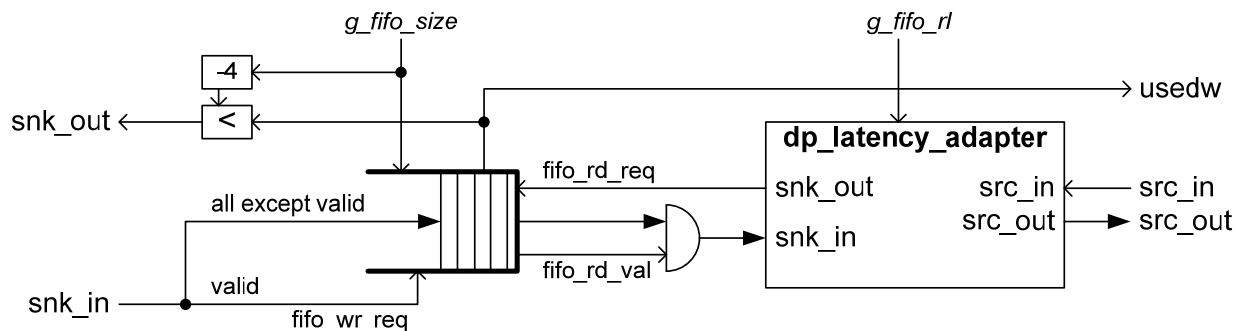 g_fifo_size
g_fifo_rl
-4
usedw
snk_out
<
dp_latency_adapter
fifo_rd_req
snk_out
src_in
src_in
all except valid
src_out
src_out
snk_in
fifo_rd_val
valid
snk_in
fifo_wr_req